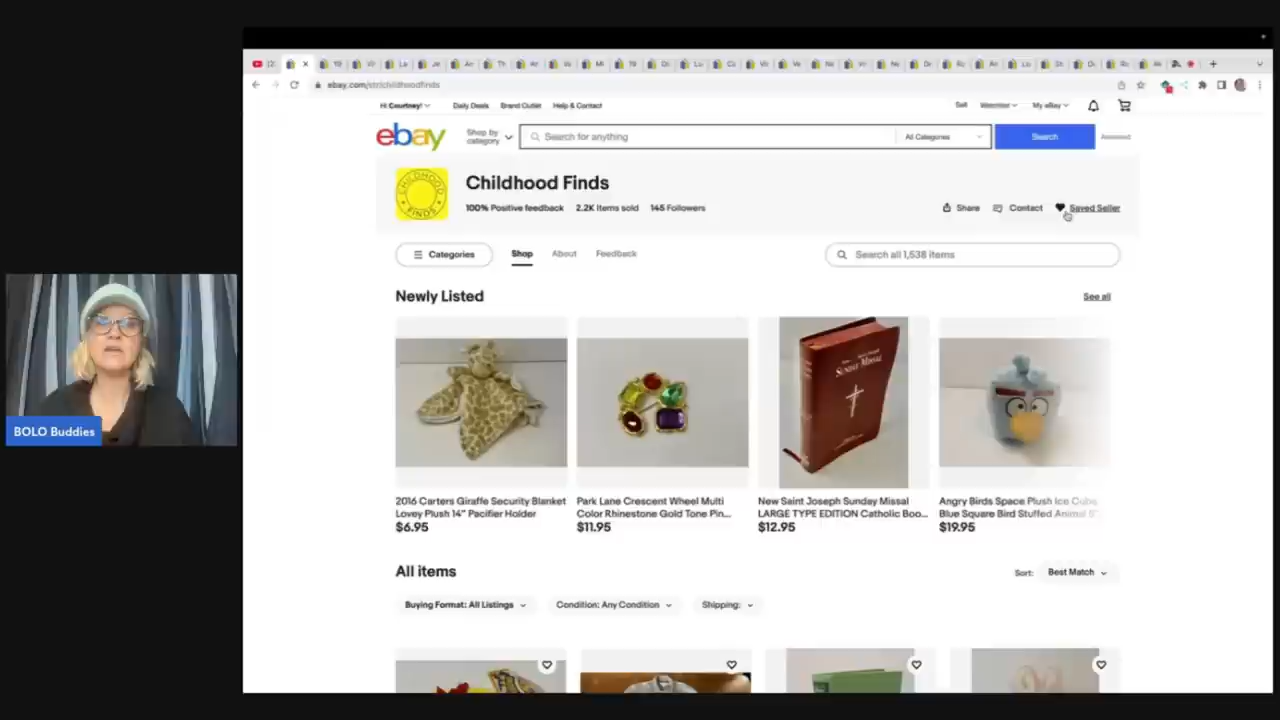 ebay.com/str/childhoodfinds
Hi Courtney!
Daily Deals
Brand Outlet
Help & Contact
Sell
Watchlist
My eBay
ebay
Shop by
category
Search for anything
All Categories
Search
Advanced
CHILDHOOD
FINDS
Childhood Finds
100% Positive feedback
2.2K Items sold
145 Followers
Share
Contact
Saved Seller
Categories
Shop
About
Feedback
Search all 1,538 items
Newly Listed
See all
SUNDAY MISSAL
2016 Carters Giraffe Security Blanket
Lovey Plush 14" Pacifier Holder
$6.95
Park Lane Crescent Wheel Multi
Color Rhinestone Gold Tone Pin...
$11.95
New Saint Joseph Sunday Missal
LARGE TYPE EDITION Catholic Boo...
$12.95
Angry Birds Space Plush Ice Cube
Blue Square Bird Stuffed Animal 5"
$19.95
BOLO Buddies
All items
Sort:
Best Match
Buying Format: All Listings
Condition: Any Condition
Shipping: